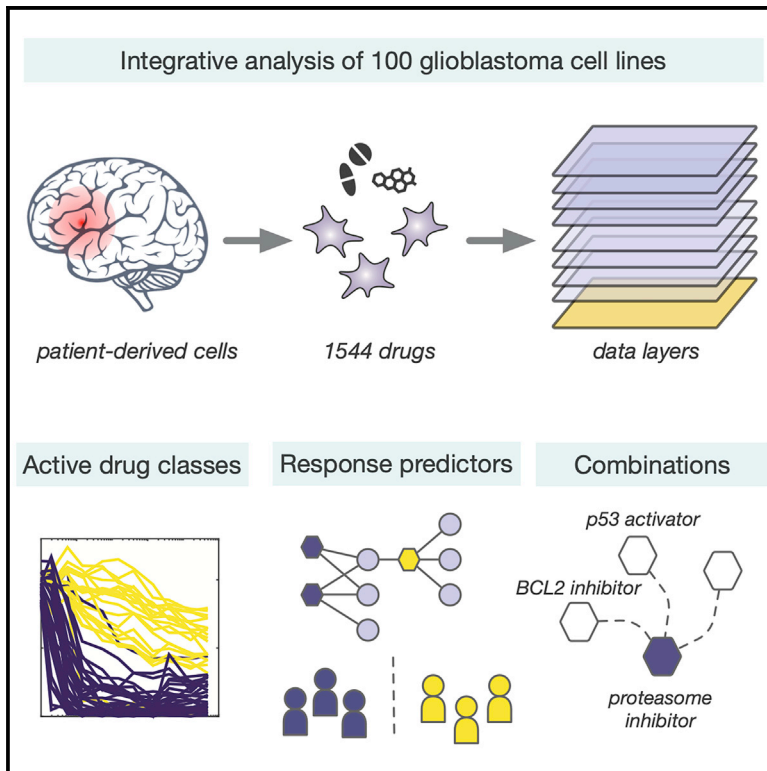 Integrative analysis of 100 glioblastoma cell lines
patient-derived cells
1544 drugs
data layers
Active drug classes
Response predictors
Combinations
p53 activator
BCL2 inhibitor
proteasome
inhibitor